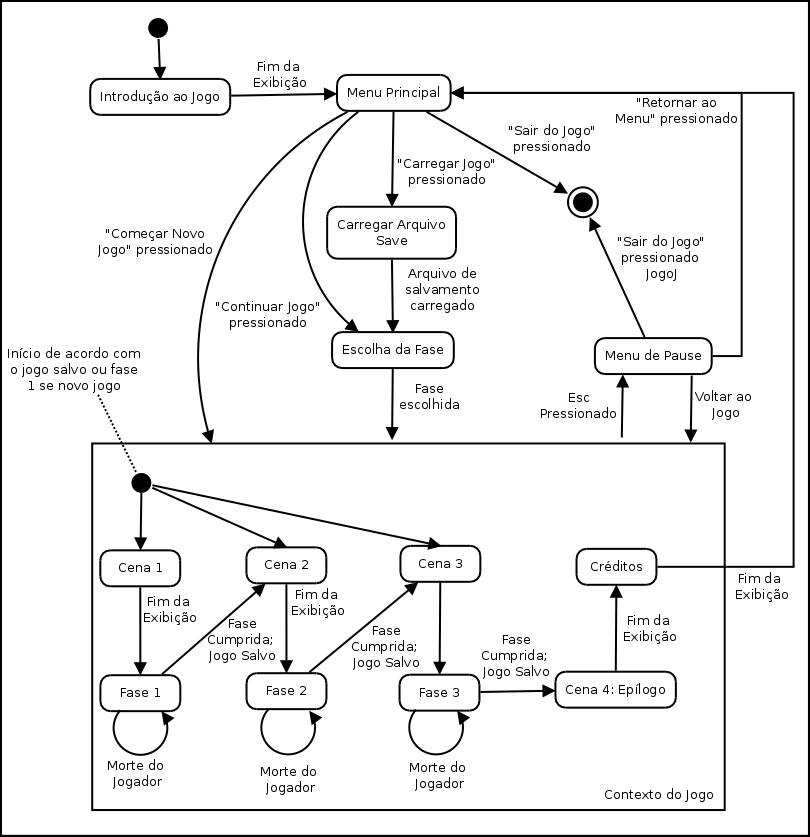 Fim da
Exibição
Introdução ao Jogo
Menu Principal
"Retornar ao
Menu" pressionado
"Sair do Jogo"
pressionado
"Carregar Jogo"
pressionado
Carregar Arquivo
Save
"Começar Novo
Jogo" pressionado
"Sair do Jogo"
pressionado
JogoJ
Arquivo de
salvamento
carregado
"Continuar Jogo"
pressionado
Escolha da Fase
Menu de Pause
Início de acordo com
o jogo salvo ou fase
1 se novo jogo
Fase
escolhida
Esc
Pressionado
Voltar ao
Jogo
Cena 1
Cena 2
Cena 3
Créditos
Fim da
Exibição
Fim da
Exibição
Fim da
Exibição
Fase
Cumprida;
Jogo Salvo
Fase
Cumprida;
Jogo Salvo
Fase
Cumprida;
Jogo Salvo
Fim da
Exibição
Fase 1
Fase 2
Fase 3
Cena 4: Epílogo
Morte do
Jogador
Morte do
Jogador
Morte do
Jogador
Contexto do Jogo